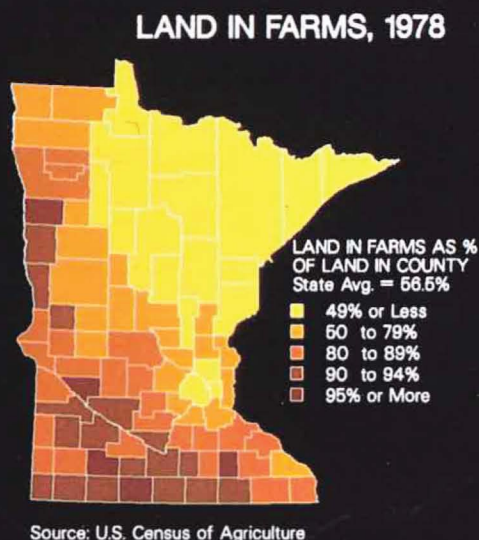 LAND IN FARMS, 1978
LAND IN FARMS AS %
OF LAND IN COUNTY
State Avg. = 56.5%
49% or Less
50 to 79%
80 to 89%
90 to 94%
95% or More
Source: U.S. Census of Agriculture